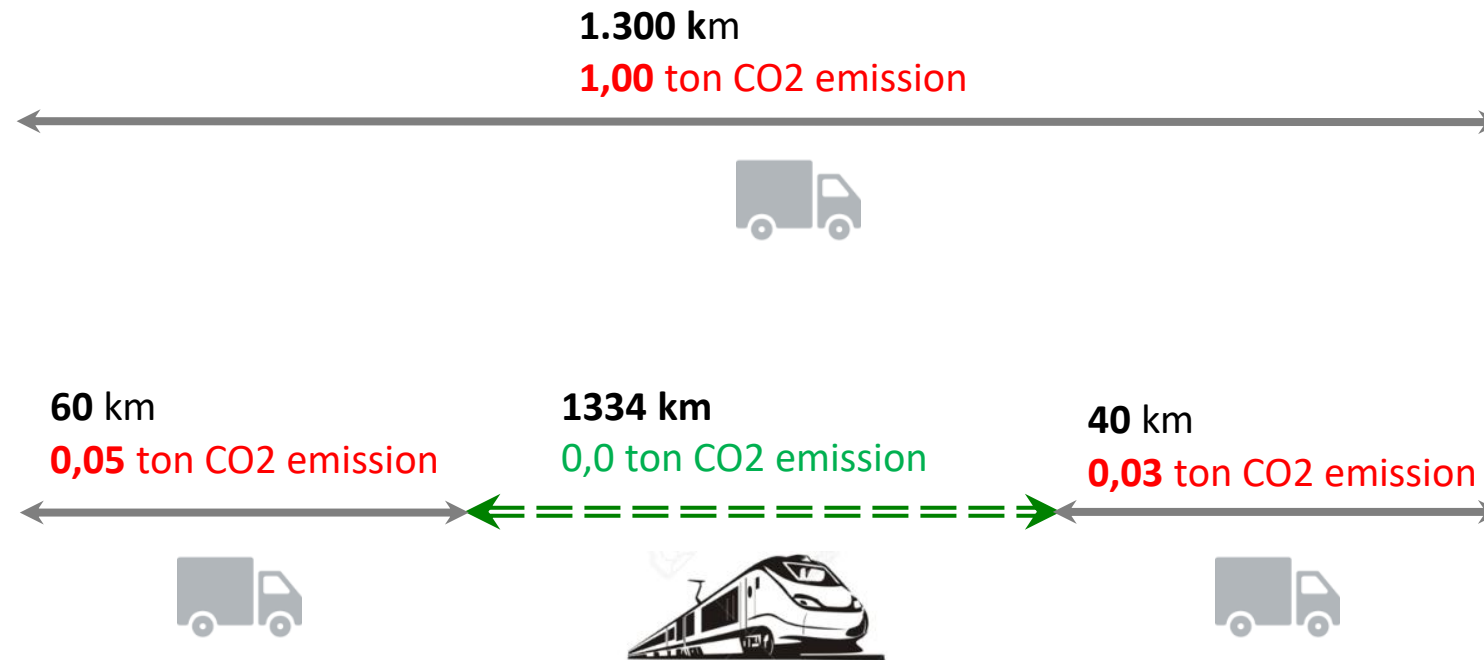 1.300 km
1,00 ton CO2 emission
60 km
0,05 ton CO2 emission
1334 km
0,0 ton CO2 emission
40 km
0,03 ton CO2 emission